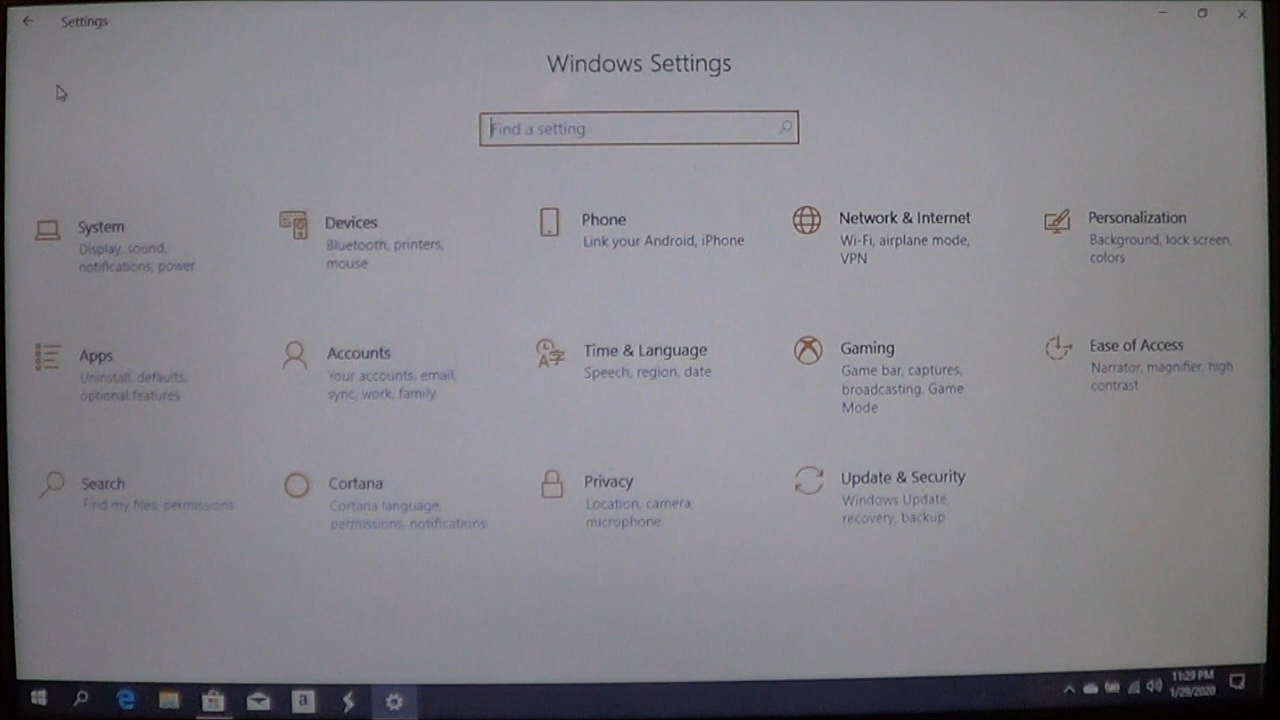 Settings
Windows Settings
Find a setting
System
Display, sound,
notifications, power
Devices
Bluetooth, printers,
mouse
Phone
Link your Android, iPhone
Network & Internet
Wi-Fi, airplane mode,
VPN
Personalization
Background, lock screen,
colors
Apps
Uninstall, defaults,
optional features
Accounts
Your accounts, email,
sync, work, family
Time & Language
Speech, region, date
Gaming
Game bar, captures,
broadcasting, Game
Mode
Ease of Access
Narrator, magnifier, high
contrast
Search
Find my files, permissions
Cortana
Cortana language,
permissions, notifications
Privacy
Location, camera,
microphone
Update & Security
Windows Update,
recovery, backup
a
11:29 PM
1/29/2020